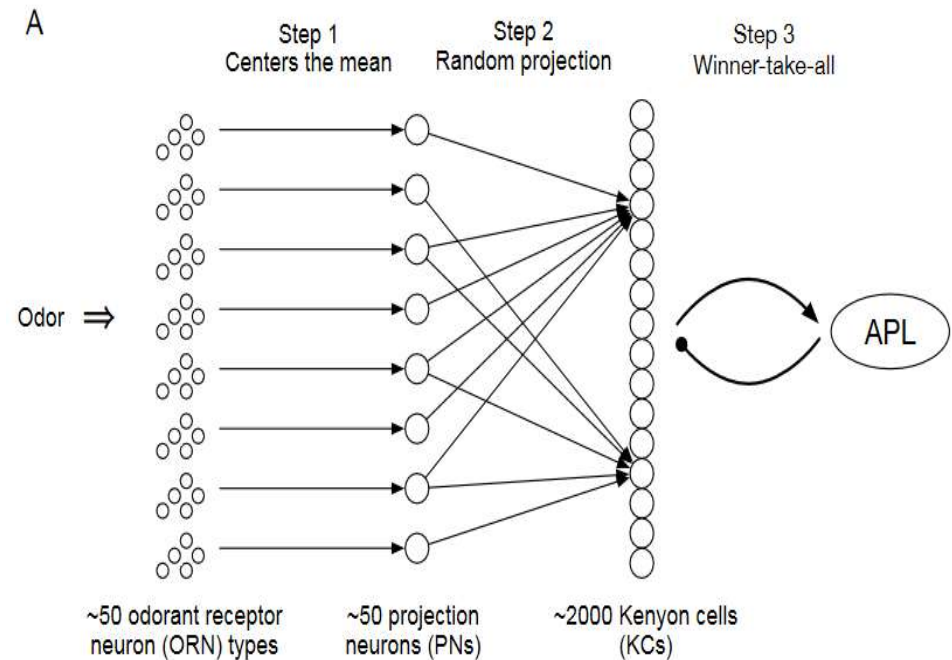 A
Step 1
Centers the mean
Step 2
Random projection
Step 3
Winner-take-all
Odor ⇒
APL
~50 odorant receptor
neuron (ORN) types
~50 projection
neurons (PNs)
~2000 Kenyon cells
(KCs)